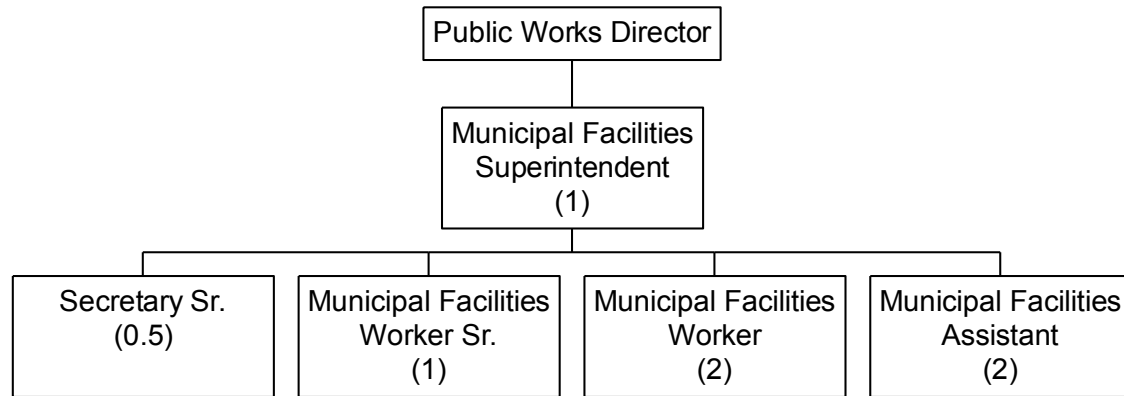 Public Works Director
Municipal Facilities
Superintendent
(1)
Secretary Sr.
(0.5)
Municipal Facilities
Worker Sr.
(1)
Municipal Facilities
Worker
(2)
Municipal Facilities
Assistant
(2)